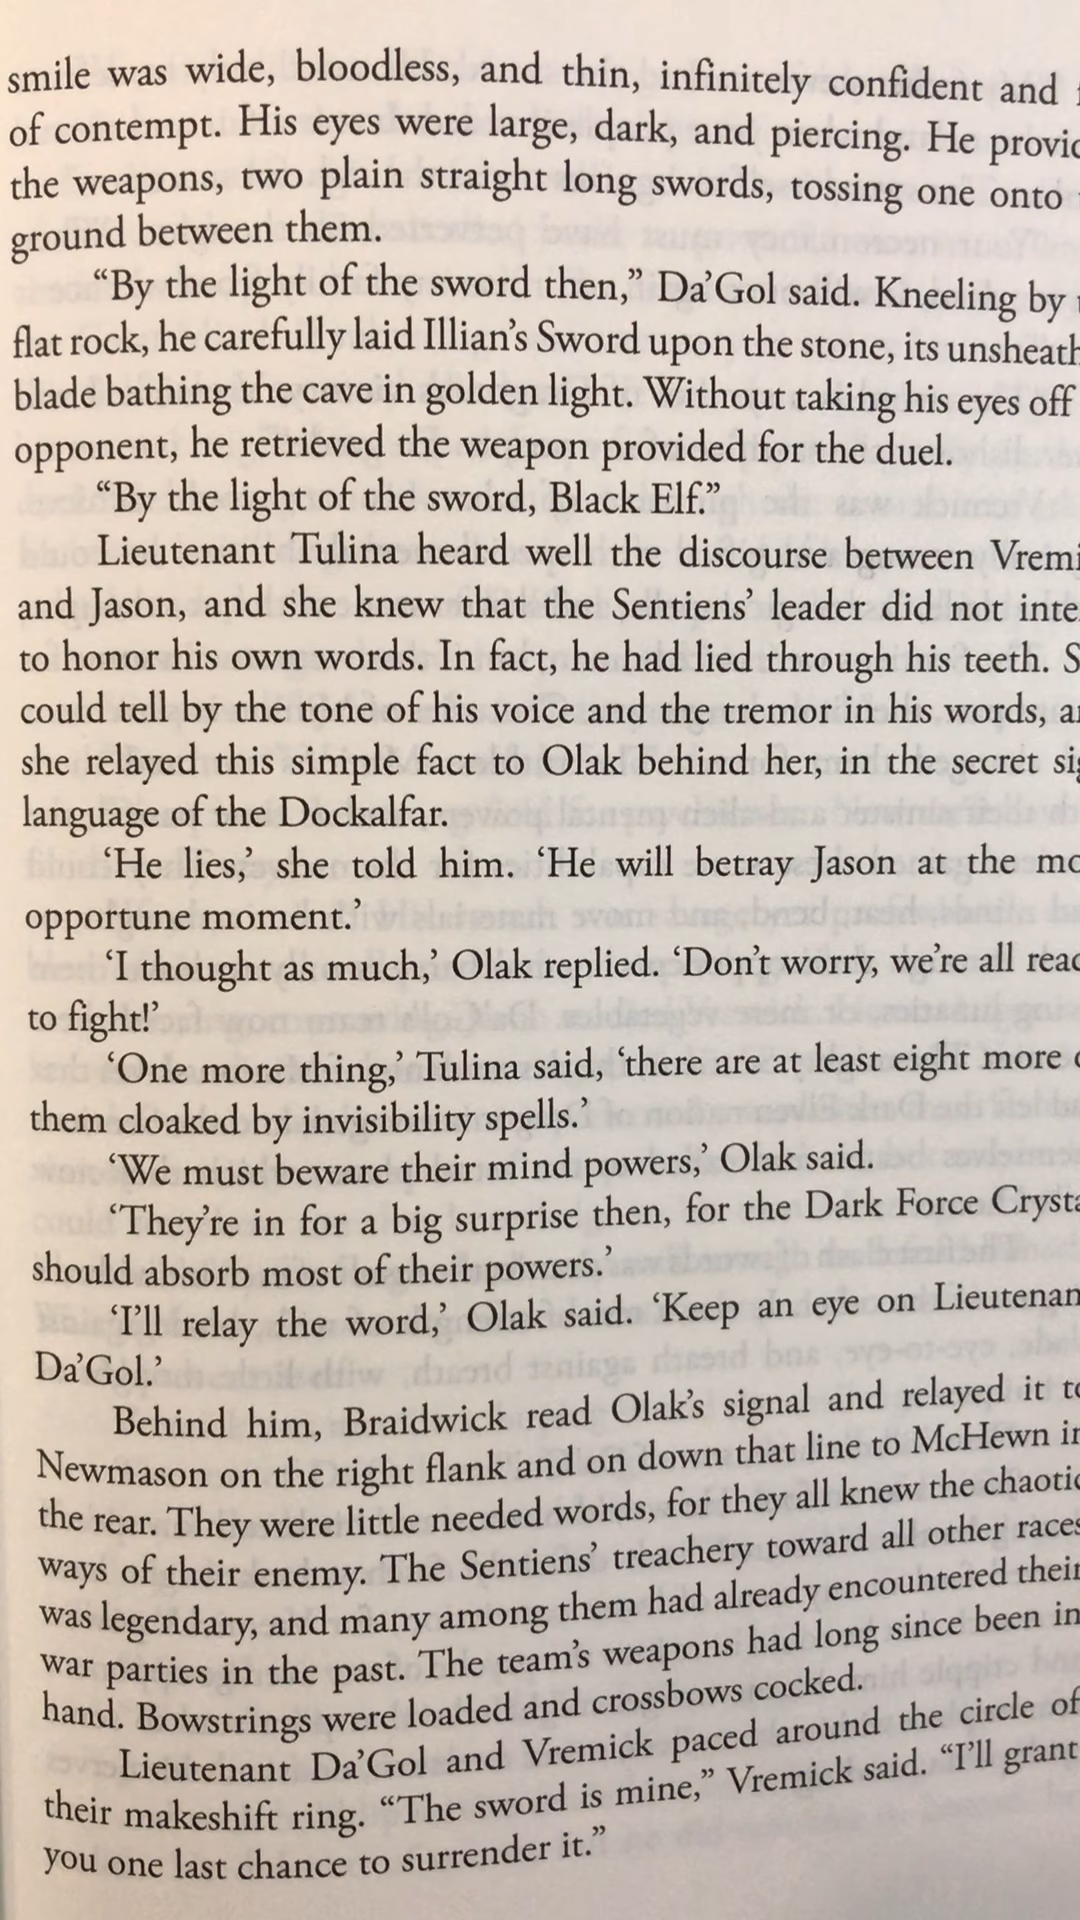 smile was wide, bloodless, and thin, infinitely confident and
of contempt. His eyes were large, dark, and piercing. He provid
the weapons, two plain straight long swords, tossing one onto
ground between them.
“By the light of the sword then,” Da’Gol said. Kneeling by
flat rock, he carefully laid Illian’s Sword upon the stone, its unsheath
blade bathing the cave in golden light. Without taking his eyes off
opponent, he retrieved the weapon provided for the duel.
“By the light of the sword, Black Elf.”
Lieutenant Tulina heard well the discourse between Vremi
and Jason, and she knew that the Sentiens’ leader did not inte
to honor his own words. In fact, he had lied through his teeth. S
could tell by the tone of his voice and the tremor in his words, a
she relayed this simple fact to Olak behind her, in the secret sig
language of the Dockalfar.
‘He lies,’ she told him. ‘He will betray Jason at the mo
opportune moment.’
‘I thought as much,’ Olak replied. ‘Don’t worry, we’re all read
to fight!’
‘One more thing,’ Tulina said, ‘there are at least eight more o
them cloaked by invisibility spells.’
‘We must beware their mind powers,’ Olak said.
‘They’re in for a big surprise then, for the Dark Force Crysta
should absorb most of their powers.’
‘I’ll relay the word,’ Olak said. ‘Keep an eye on Lieutenan
Da’Gol.’
Behind him, Braidwick read Olak’s signal and relayed it to
Newmason on the right flank and on down that line to McHewn in
the rear. They were little needed words, for they all knew the chaotic
ways of their enemy. The Sentiens’ treachery toward all other races
was legendary, and many among them had already encountered their
war parties in the past. The team’s weapons had long since been in
hand. Bowstrings were loaded and crossbows cocked.
Lieutenant Da’Gol and Vremick paced around the circle of
their makeshift ring. “The sword is mine,” Vremick said. “I’ll grant
you one last chance to surrender it.”